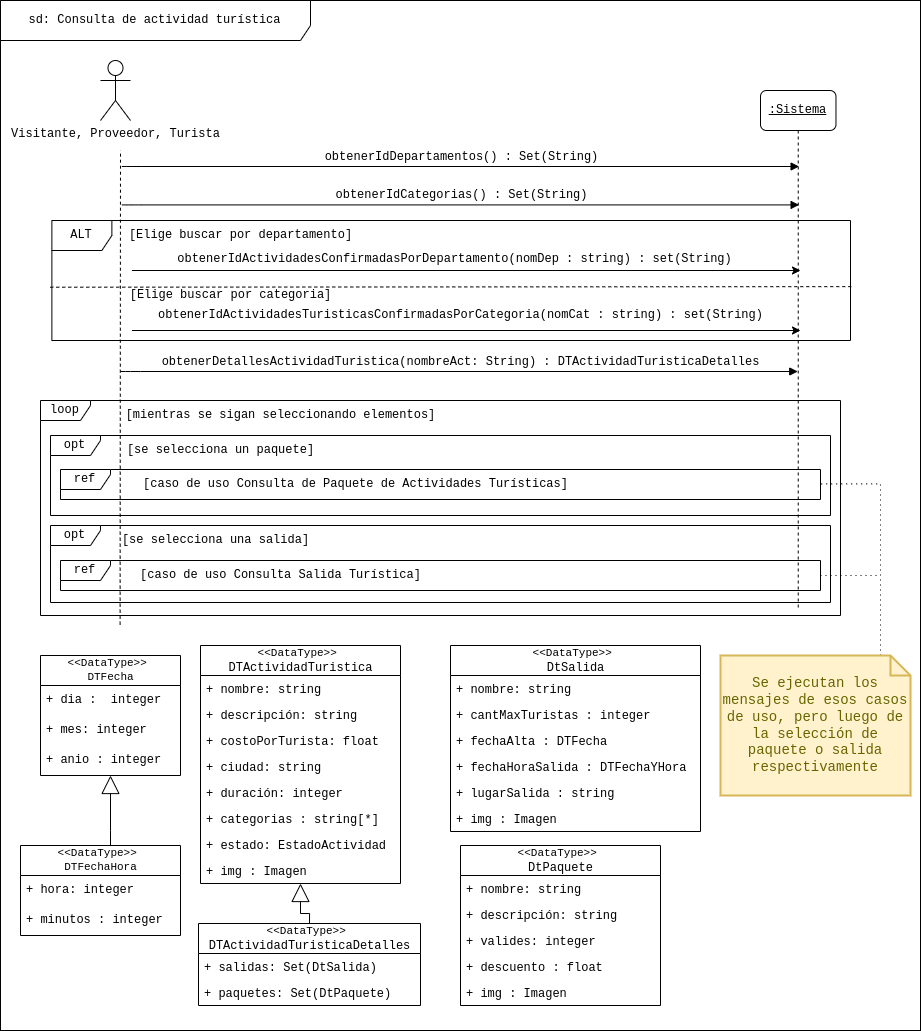 sd: Consulta de actividad turística
Visitante, Proveedor, Turista
:Sistema
obtenerIdDepartamentos() : Set(String)
obtenerIdCategorias() : Set(String)
ALT
[Elige buscar por departamento]
obtenerIdActividadesConfirmadasPorDepartamento(nomDep : string) : set(String)
[Elige buscar por categoría]
obtenerIdActividadesTuristicasConfirmadasPorCategoria(nomCat : string) : set(String)
obtenerDetallesActividadTuristica(nombreAct: String) : DTActividadTuristicaDetalles
loop
[mientras se sigan seleccionando elementos]
opt
[se selecciona un paquete]
ref
[caso de uso Consulta de Paquete de Actividades Turísticas]
opt
[se selecciona una salida]
ref
[caso de uso Consulta Salida Turística]
<<DataType>>
DTFecha
+ dia :  integer
+ mes: integer
+ anio : integer
<<DataType>>
DTFechaHora
+ hora: integer
+ minutos : integer
<<DataType>>
DTActividadTuristica
+ nombre: string
+ descripción: string
+ costoPorTurista: float
+ ciudad: string
+ duración: integer
+ categorias : string[*]
+ estado: EstadoActividad
+ img : Imagen
<<DataType>>
DTActividadTuristicaDetalles
+ salidas: Set(DtSalida)
+ paquetes: Set(DtPaquete)
<<DataType>>
DtSalida
+ nombre: string
+ cantMaxTuristas : integer
+ fechaAlta : DTFecha
+ fechaHoraSalida : DTFechaYHora
+ lugarSalida : string
+ img : Imagen
<<DataType>>
DtPaquete
+ nombre: string
+ descripción: string
+ valides: integer
+ descuento : float
+ img : Imagen
Se ejecutan los
mensajes de esos casos
de uso, pero luego de
la selección de
paquete o salida
respectivamente